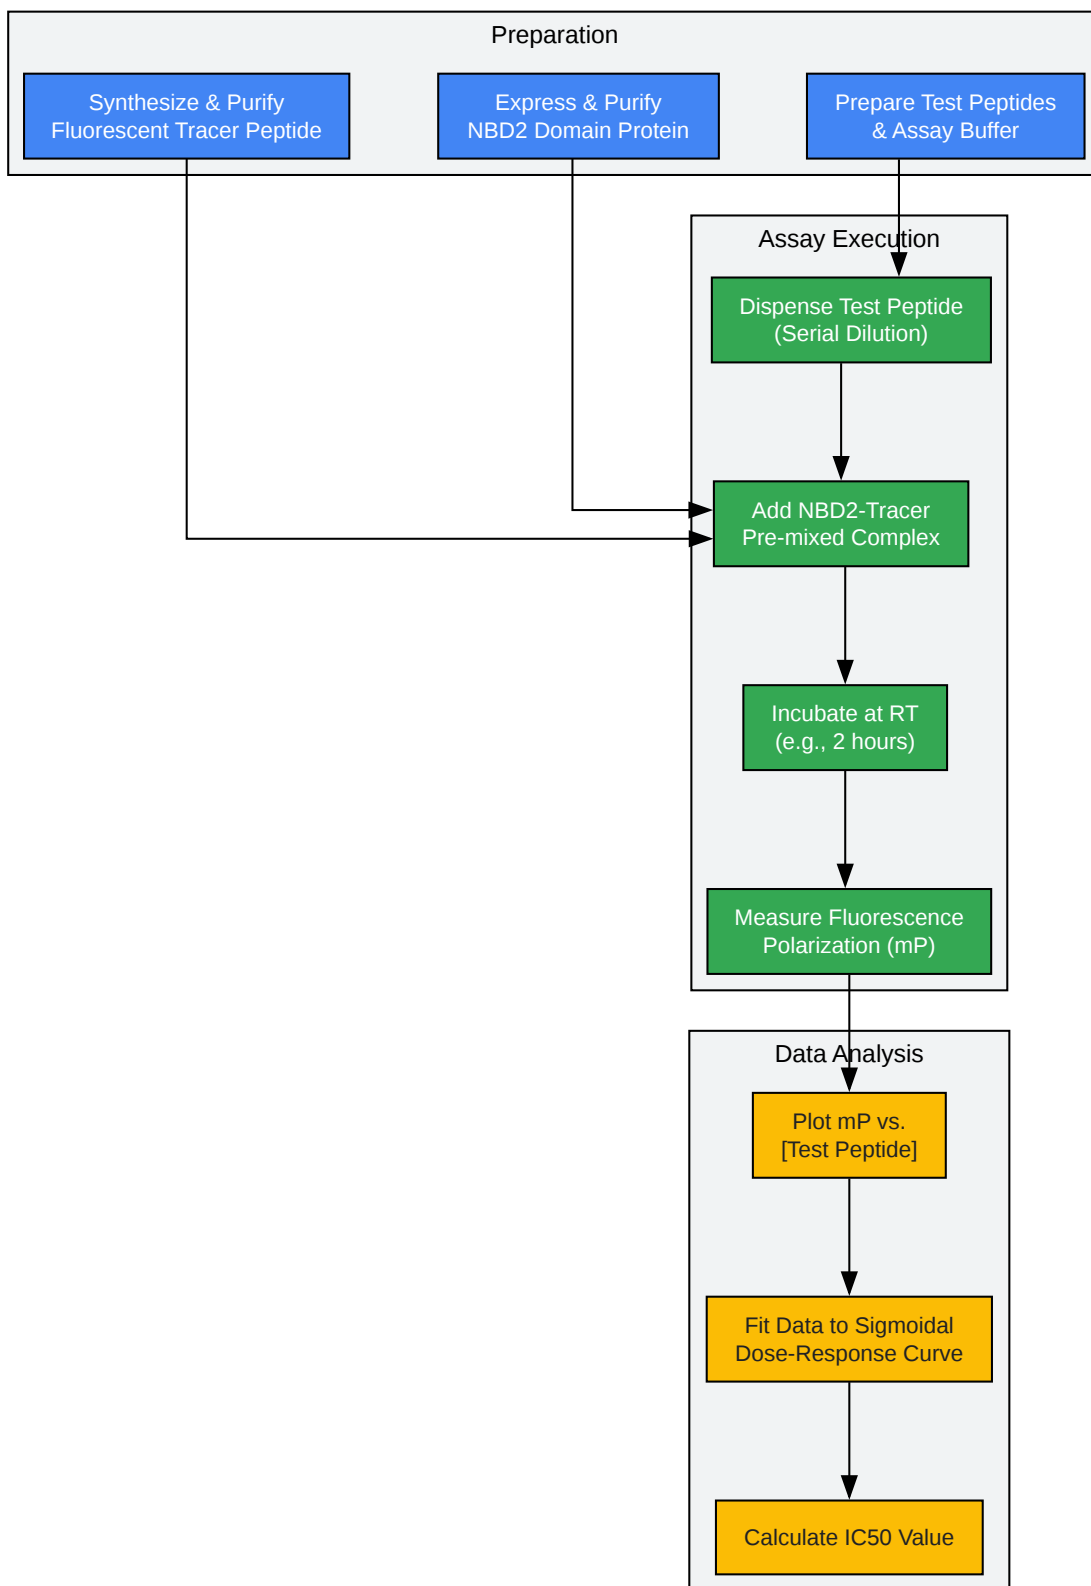 Preparation
Synthesize & Purify
Fluorescent Tracer Peptide
Express & Purify
NBD2 Domain Protein
Prepare Test Peptides
& Assay Buffer
Assay Execution
Dispense Test Peptide
(Serial Dilution)
Add NBD2-Tracer
Pre-mixed Complex
Incubate at RT
(e.g., 2 hours)
Measure Fluorescence
Polarization (mP)
Data Analysis
Plot mP vs.
[Test Peptide]
Fit Data to Sigmoidal
Dose-Response Curve
Calculate IC50 Value